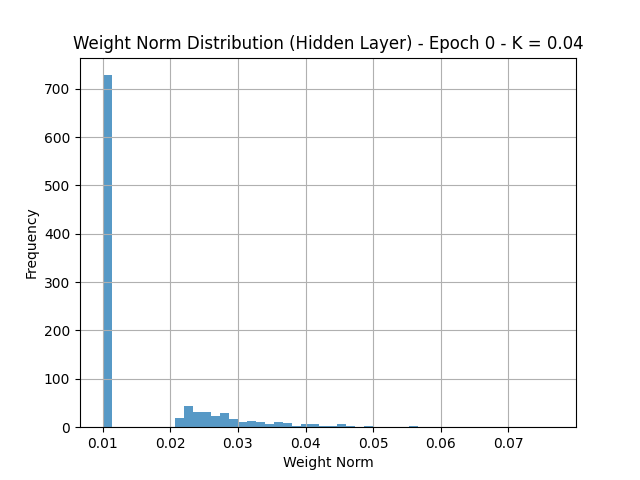 Weight Norm Distribution (Hidden Layer) - Epoch 0 - K = 0.04
700
600
500
400
300
200
100
0
Frequency
0.01 0.02 0.03 0.04 0.05 0.06 0.07
Weight Norm